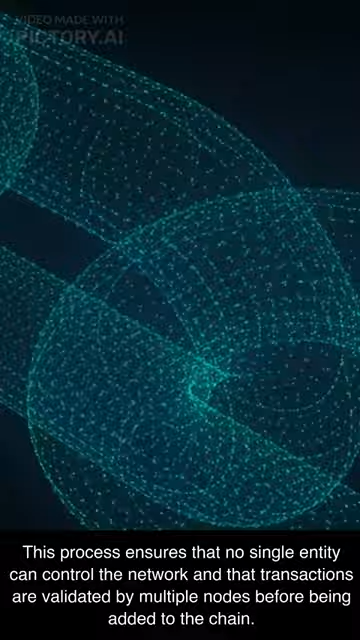 VIDEO MADE WITH
PICTORY.AI
This process ensures that no single entity
can control the network and that transactions
are validated by multiple nodes before being
added to the chain.